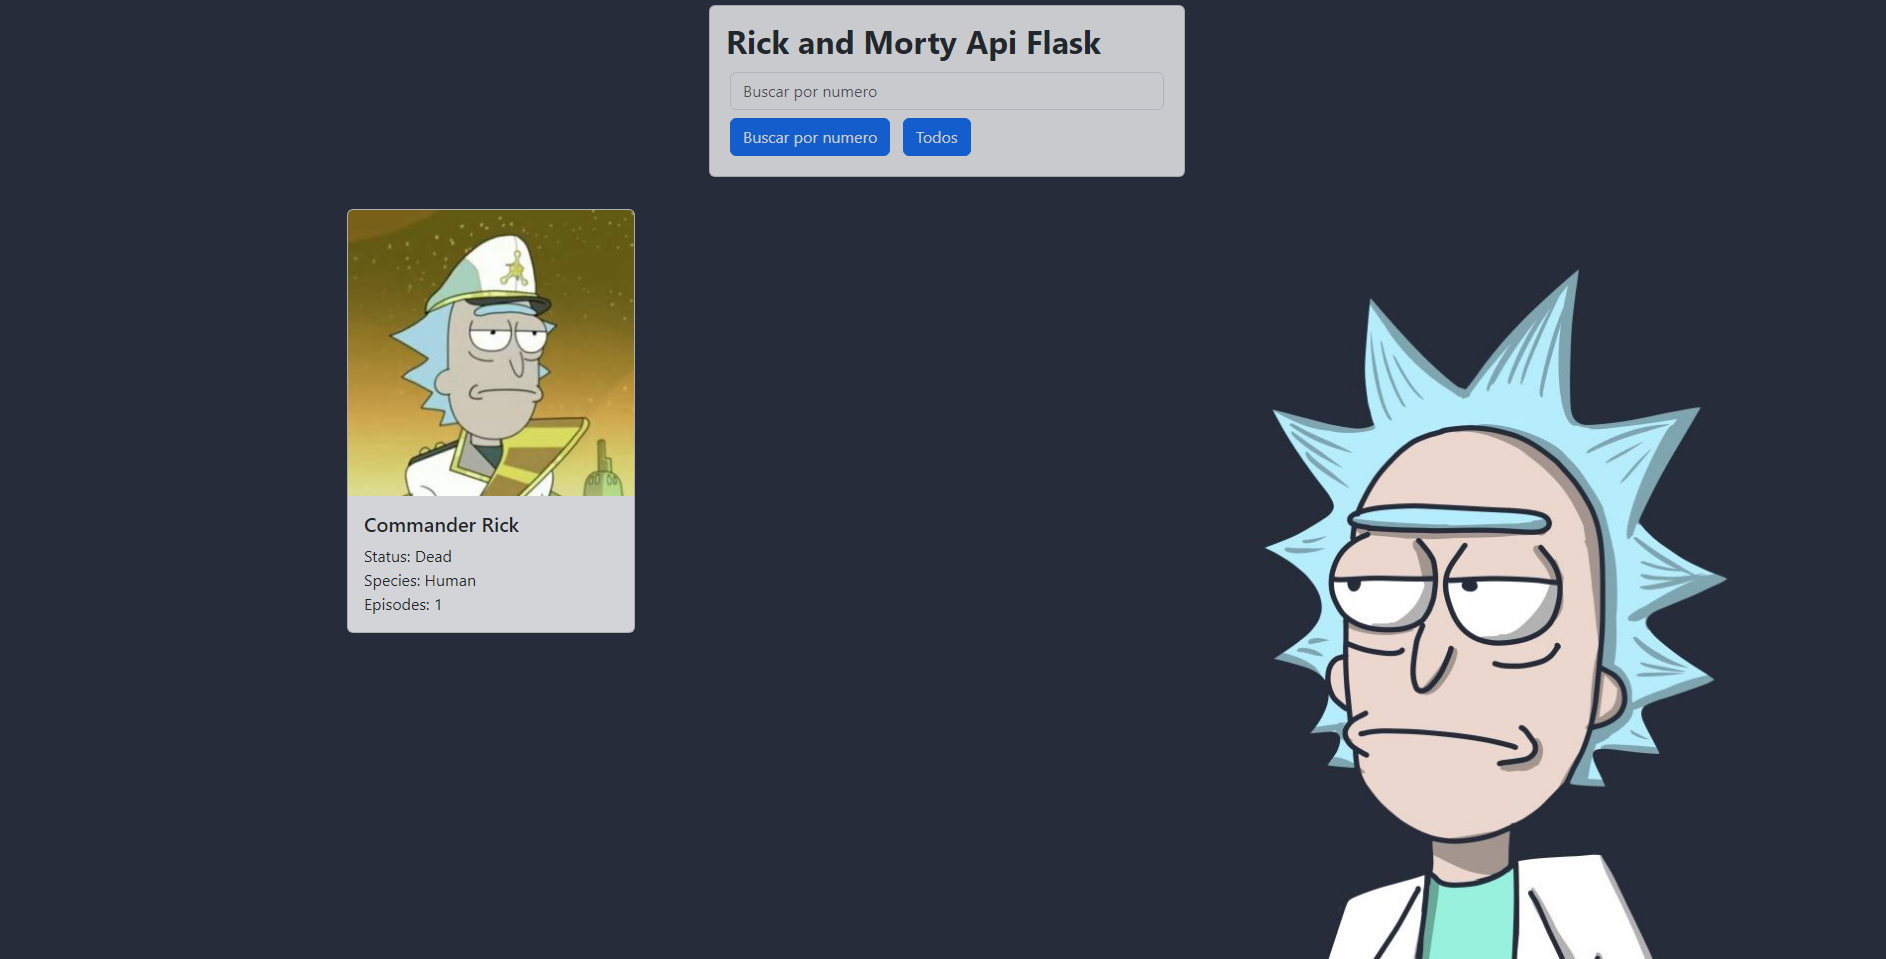 Rick and Morty Api Flask
Buscar por numero
Buscar por numero
Todos
Commander Rick
Status: Dead
Species: Human
Episodes: 1